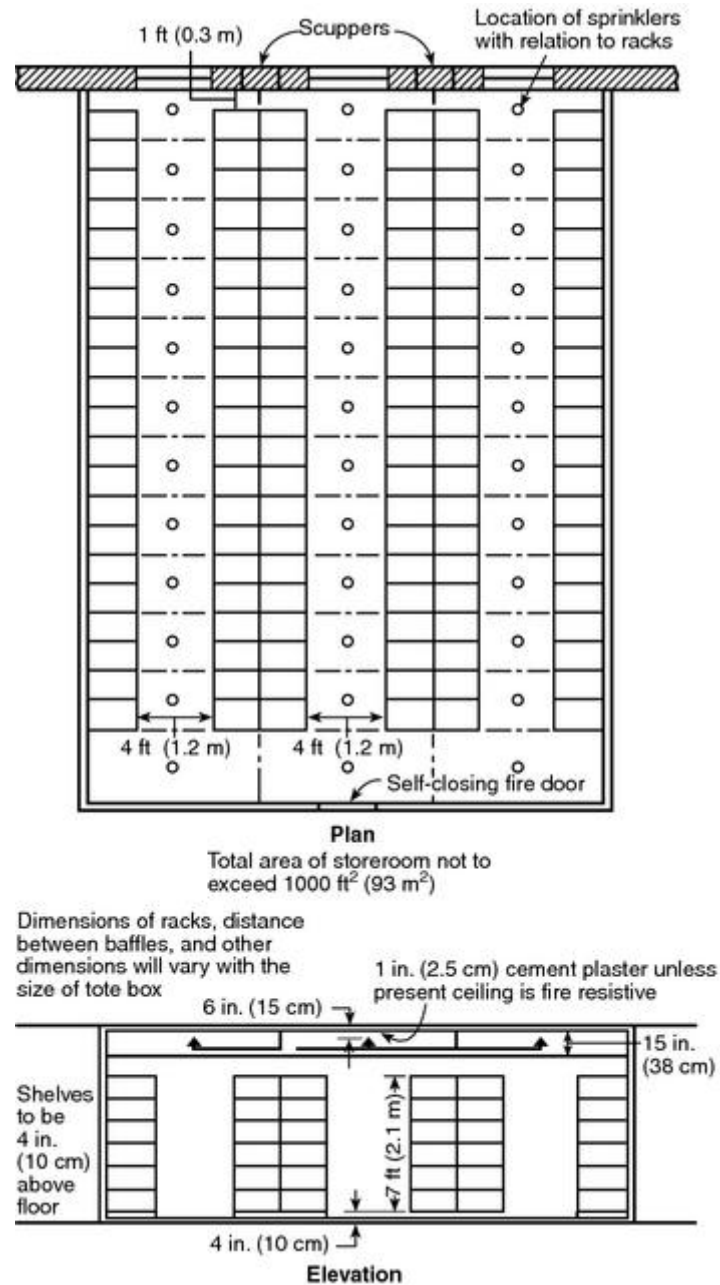 1 ft (0.3 m)
Scuppers
Location of sprinklers
with relation to racks
4 ft (1.2 m)
4 ft (1.2 m)
Self-closing fire door
Plan
Total area of storeroom not to
exceed 1000 ft² (93 m²)
Dimensions of racks, distance
between baffles, and other
dimensions will vary with the
size of tote box
1 in. (2.5 cm) cement plaster unless
present ceiling is fire resistive
6 in. (15 cm)
15 in.
(38 cm)
Shelves
to be
4 in.
(10 cm)
above
floor
7 ft (2.1 m)
4 in. (10 cm)
Elevation